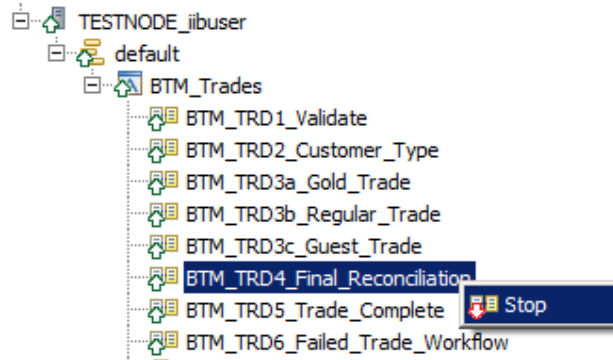 TESTNODE_iibuser
default
BTM_Trades
BTM_TRD1_Validate
BTM_TRD2_Customer_Type
BTM_TRD3a_Gold_Trade
BTM_TRD3b_Regular_Trade
BTM_TRD3c_Guest_Trade
BTM_TRD4_Final_Reconciliation
Stop
BTM_TRD5_Trade_Complete
BTM_TRD6_Failed_Trade_Workflow